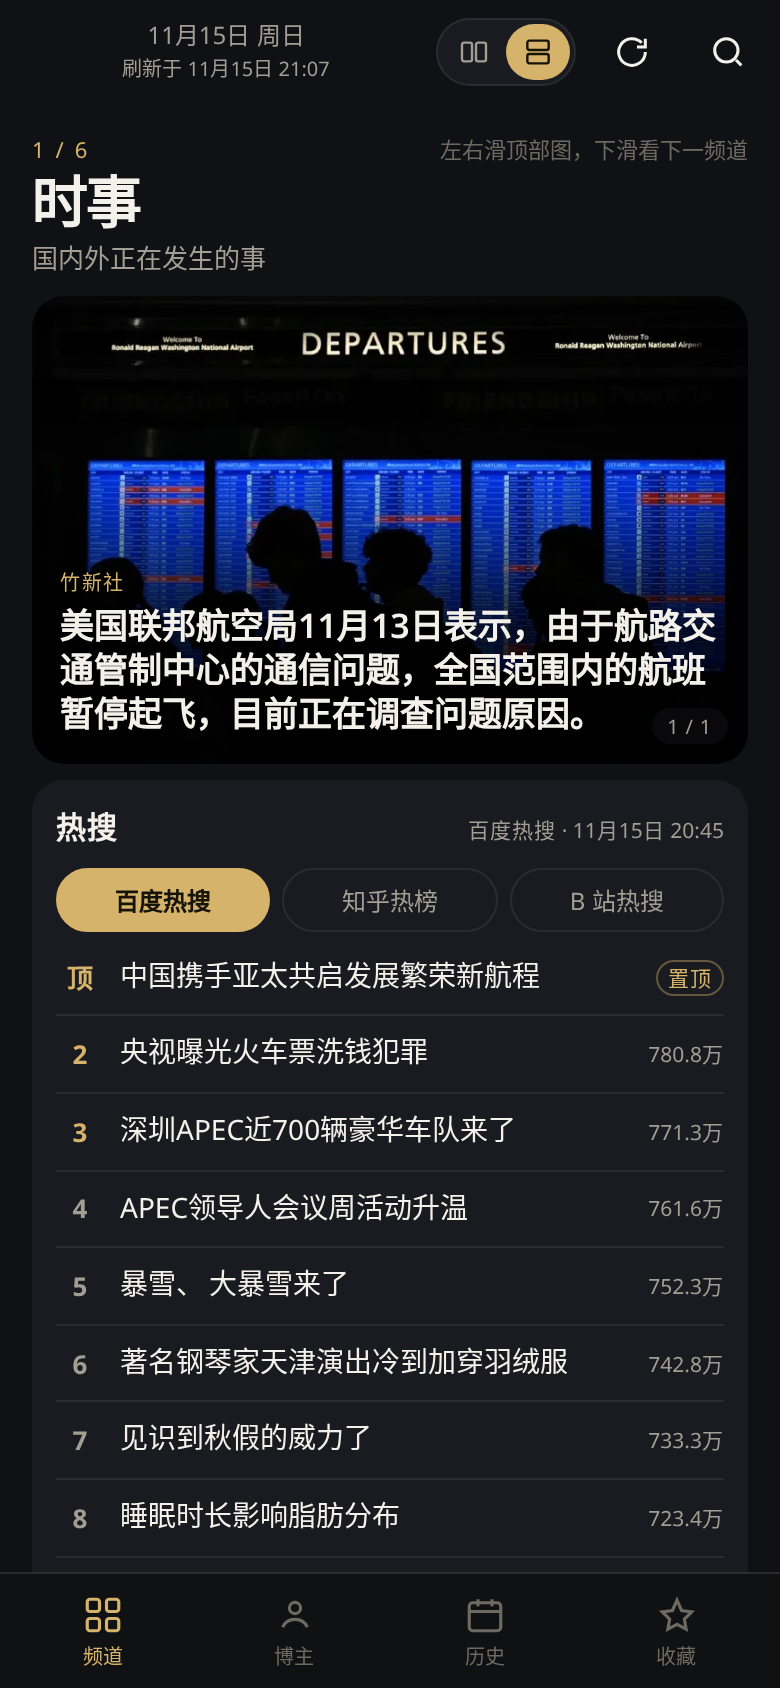 11月15日 周日
刷新于 11月15日 21:07
1 / 6
左右滑顶部图，下滑看下一频道
时事
国内外正在发生的事
Welcome To
Ronald Reagan Washington National Airport
DEPARTURES
Welcome To
Ronald Reagan Washington National Airport
竹新社
美国联邦航空局11月13日表示，由于航路交
通管制中心的通信问题，全国范围内的航班
暂停起飞，目前正在调查问题原因。
1 / 1
热搜
百度热搜 · 11月15日 20:45
百度热搜
知乎热榜
B 站热搜
顶 中国携手亚太共启发展繁荣新航程 置顶
2 央视曝光火车票洗钱犯罪 780.8万
3 深圳APEC近700辆豪华车队来了 771.3万
4 APEC领导人会议周活动升温 761.6万
5 暴雪、 大暴雪来了 752.3万
6 著名钢琴家天津演出冷到加穿羽绒服 742.8万
7 见识到秋假的威力了 733.3万
8 睡眠时长影响脂肪分布 723.4万
频道
博主
历史
收藏